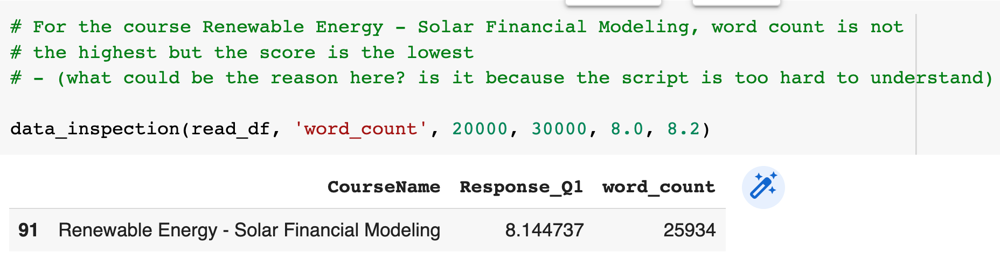 # For the course Renewable Energy – Solar Financial Modeling, word count is not
# the highest but the score is the lowest
# – (what could be the reason here? is it because the script is too hard to understand)
data_inspection(read_df, 'word_count', 20000, 30000, 8.0, 8.2)
CourseName Response_Q1 word_count
91 Renewable Energy - Solar Financial Modeling 8.144737 25934